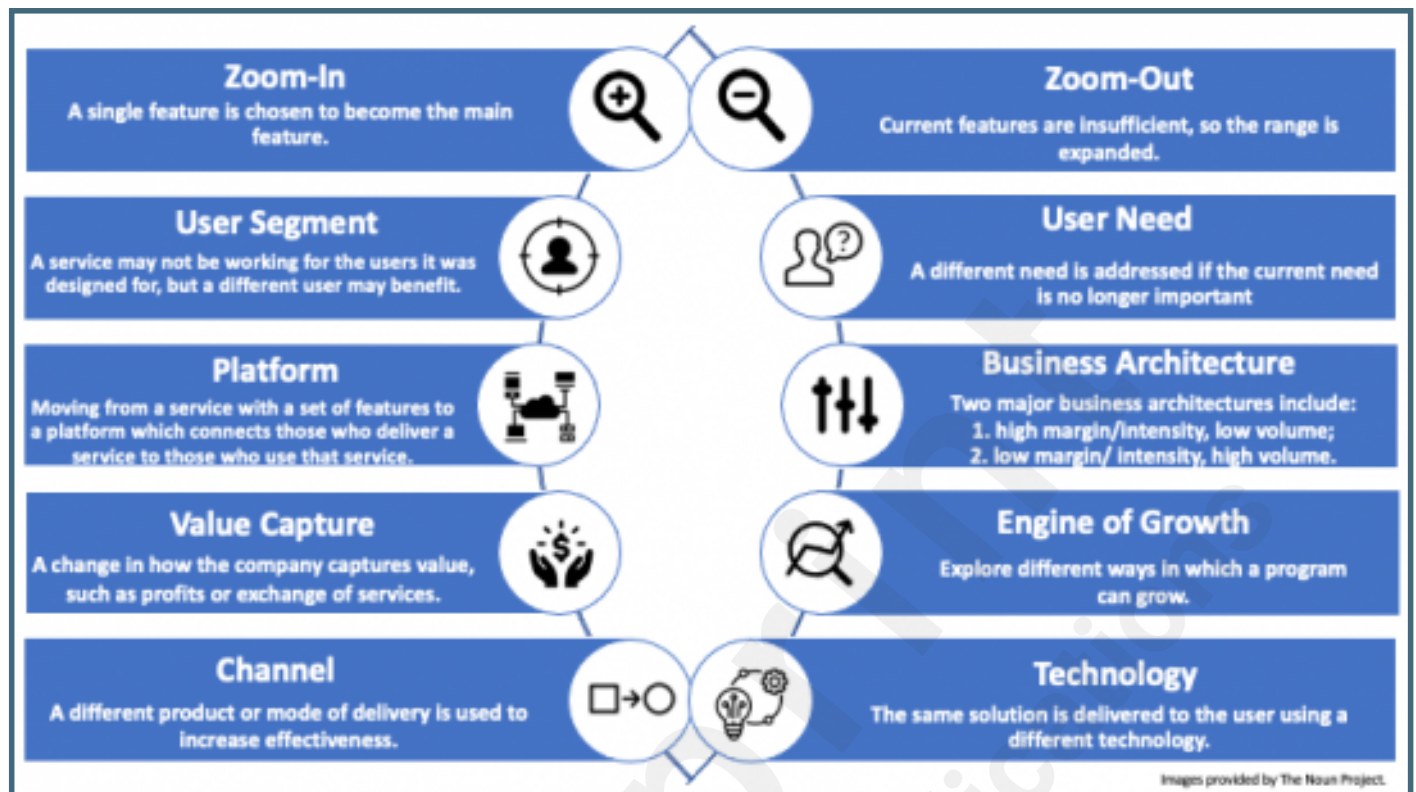 Zoom-In
A single feature is chosen to become the main
feature.
Zoom-Out
Current features are insufficient, so the range is
expanded.
User Segment
A service may not be working for the users it was
designed for, but a different user may benefit.
User Need
A different need is addressed if the current need
is no longer important
Platform
Moving from a service with a set of features to
a platform which connects those who deliver a
service to those who use that service.
Business Architecture
Two major business architectures include:
1. high margin/intensity, low volume;
2. low margin/ intensity, high volume.
Value Capture
A change in how the company captures value,
such as profits or exchange of services.
Engine of Growth
Explore different ways in which a program
can grow.
Channel
A different product or mode of delivery is used to
increase effectiveness.
Technology
The same solution is delivered to the user using a
different technology.
Images provided by The Noun Project.